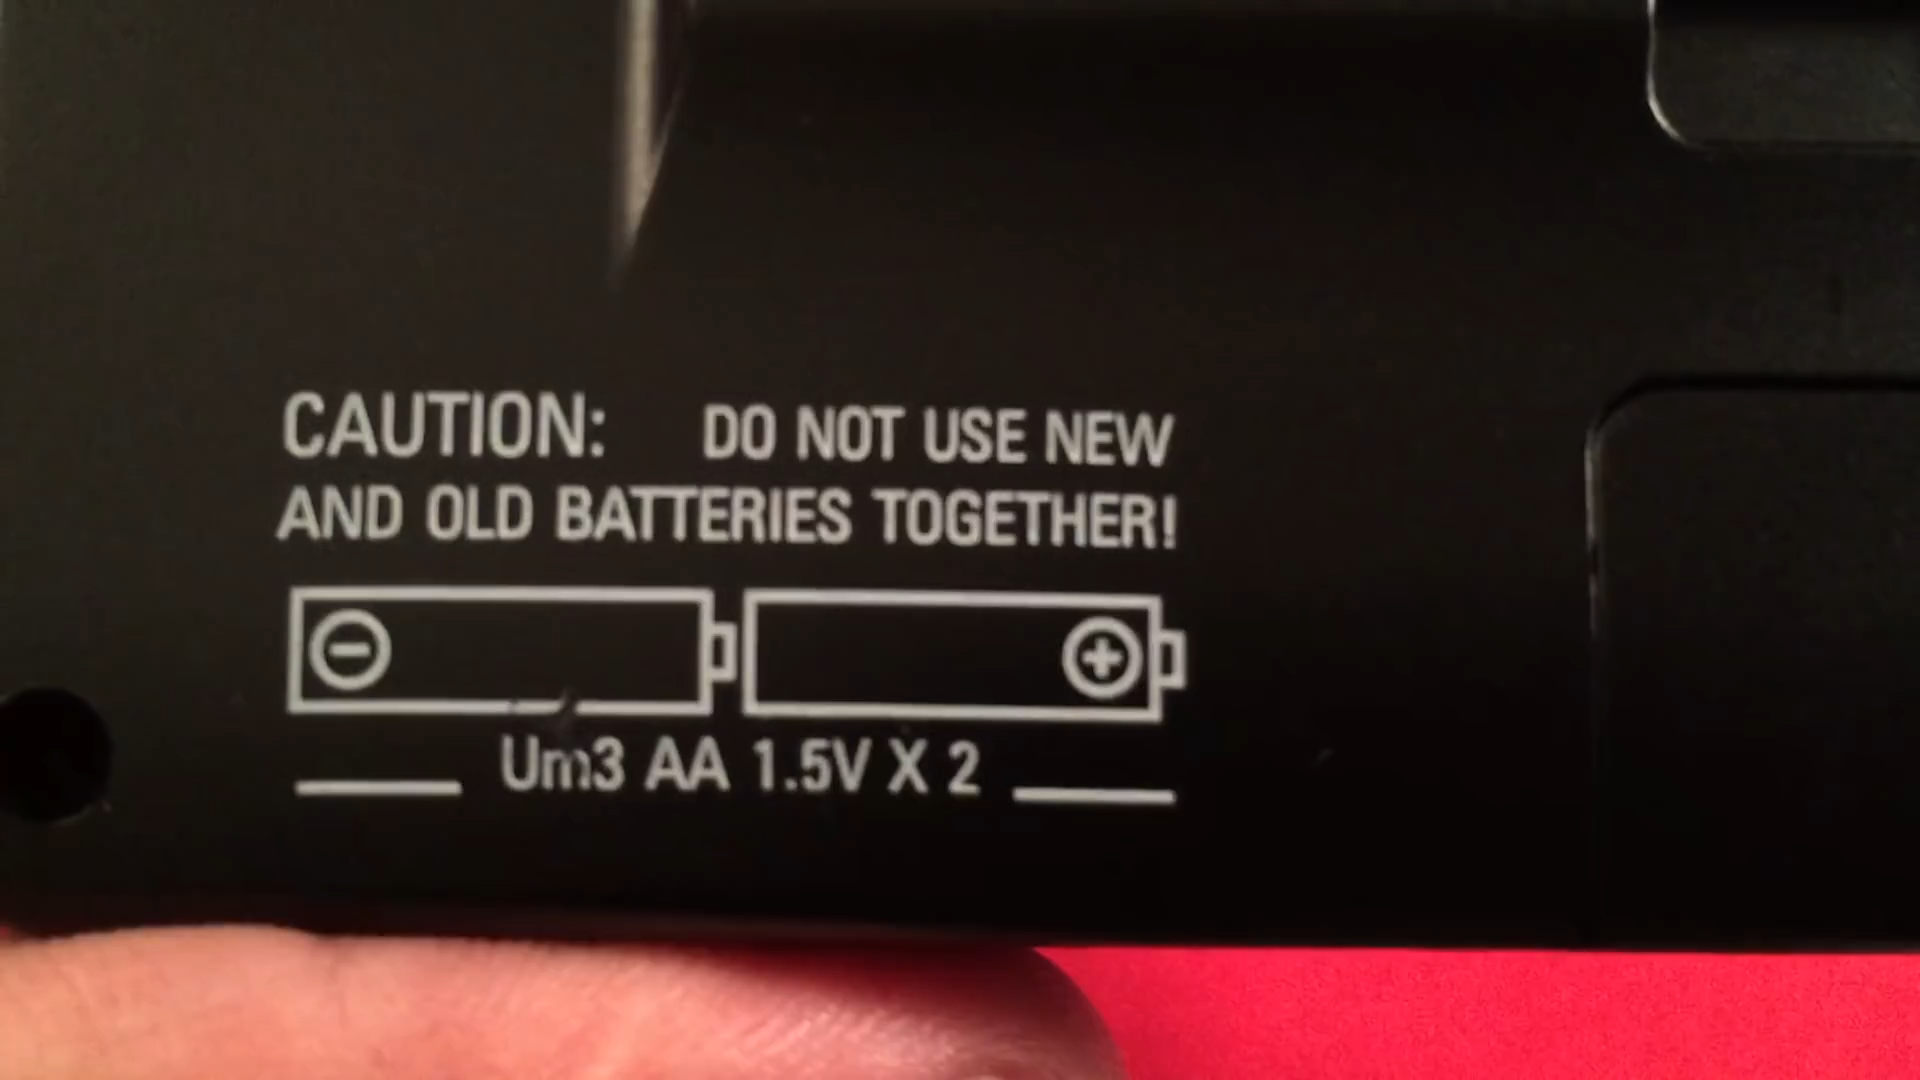 CAUTION: DO NOT USE NEW
AND OLD BATTERIES TOGETHER!
Um3 AA 1.5V X 2